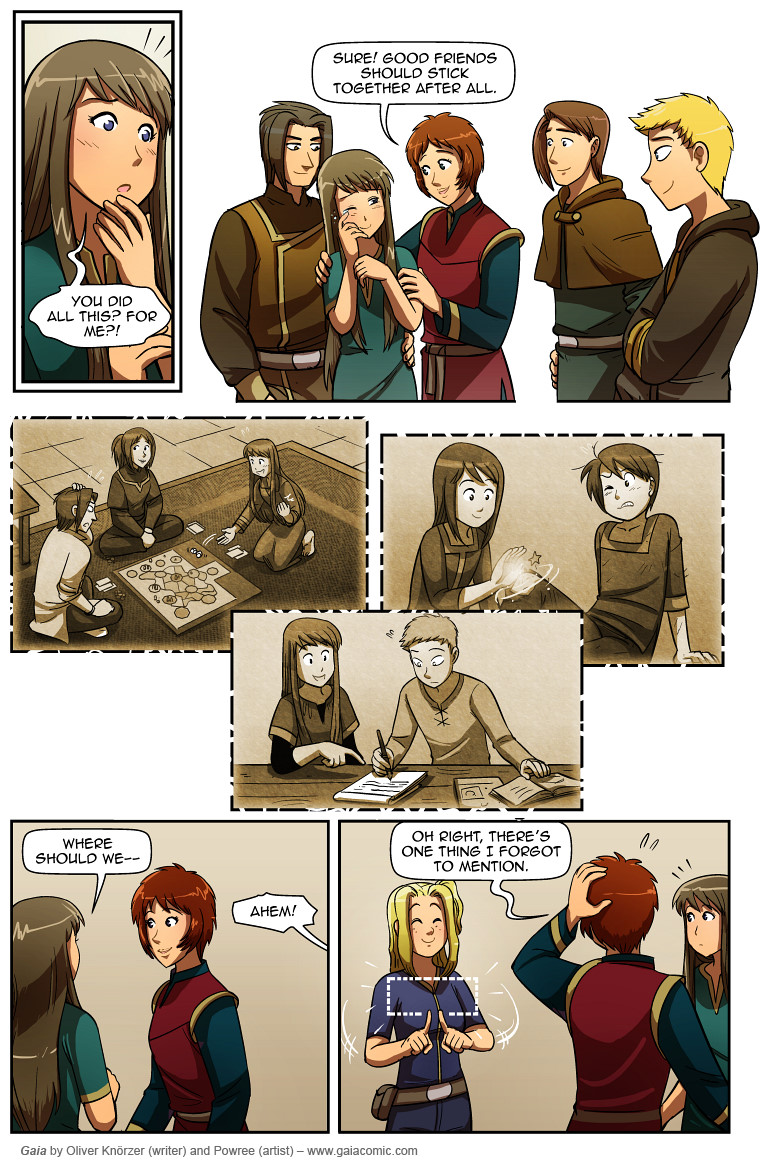 YOU DID
ALL THIS? FOR
ME?!
SURE! GOOD FRIENDS
SHOULD STICK
TOGETHER AFTER ALL.
WHERE
SHOULD WE--
AHEM!
OH RIGHT, THERE'S
ONE THING I FORGOT
TO MENTION.
Gaia by Oliver Knörzer (writer) and Powree (artist) – www.gaiacomic.com